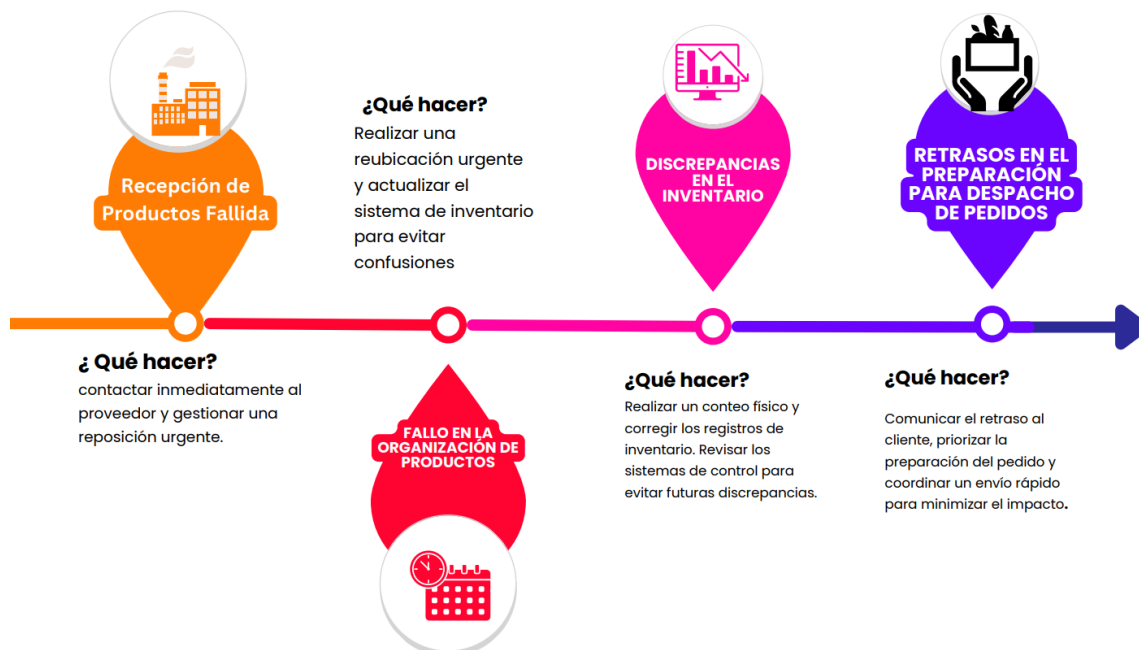 Recepción de
Productos Fallida
¿ Qué hacer?
contactar inmediatamente al
proveedor y gestionar una
reposición urgente.
¿Qué hacer?
Realizar una
reubicación urgente
y actualizar el
sistema de inventario
para evitar
confusiones
FALLO EN LA
ORGANIZACIÓN DE
PRODUCTOS
DISCREPANCIAS
EN EL
INVENTARIO
¿Qué hacer?
Realizar un conteo físico y
corregir los registros de
inventario. Revisar los
sistemas de control para
evitar futuras discrepancias.
RETRASOS EN EL
PREPARACIÓN
PARA DESPACHO
DE PEDIDOS
¿Qué hacer?
Comunicar el retraso al
cliente, priorizar la
preparación del pedido y
coordinar un envío rápido
para minimizar el impacto.